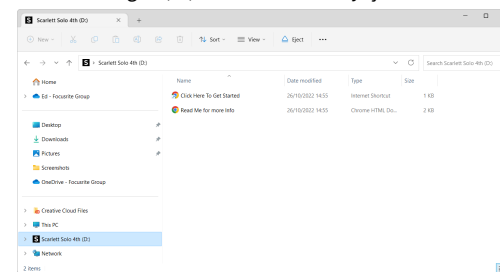 Scarlett Solo 4th (D:)
New
Sort
View
Eject
Scarlett Solo 4th (D:)
Search Scarlett Solo 4th (D:)
Home
Ed - Focusrite Group
Desktop
Downloads
Pictures
Screenshots
OneDrive - Focusrite Group
Creative Cloud Files
This PC
Scarlett Solo 4th (D:)
Network
Name Date modified Type Size
Click Here To Get Started 26/10/2022 14:55 Internet Shortcut 1 KB
Read Me for more Info 26/10/2022 14:55 Chrome HTML Do... 2 KB
2 items